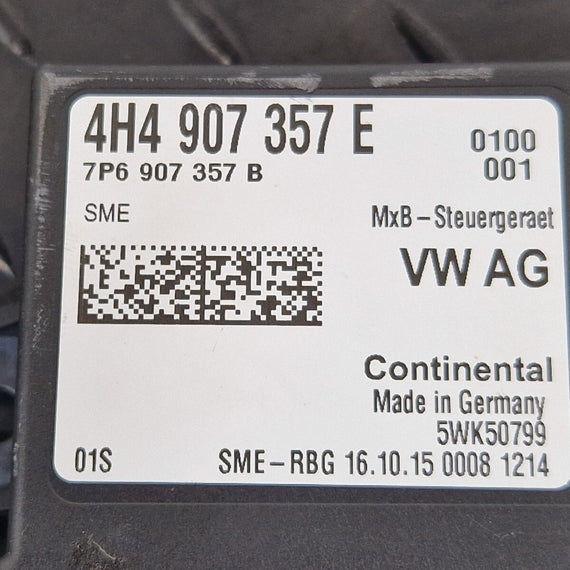 4H4 907 357 E
0100
7P6 907 357 B
001
SME
MxB-Steuergeraet
VW AG
Continental
Made in Germany
5WK50799
01S
SME-RBG 16.10.15 0008 1214